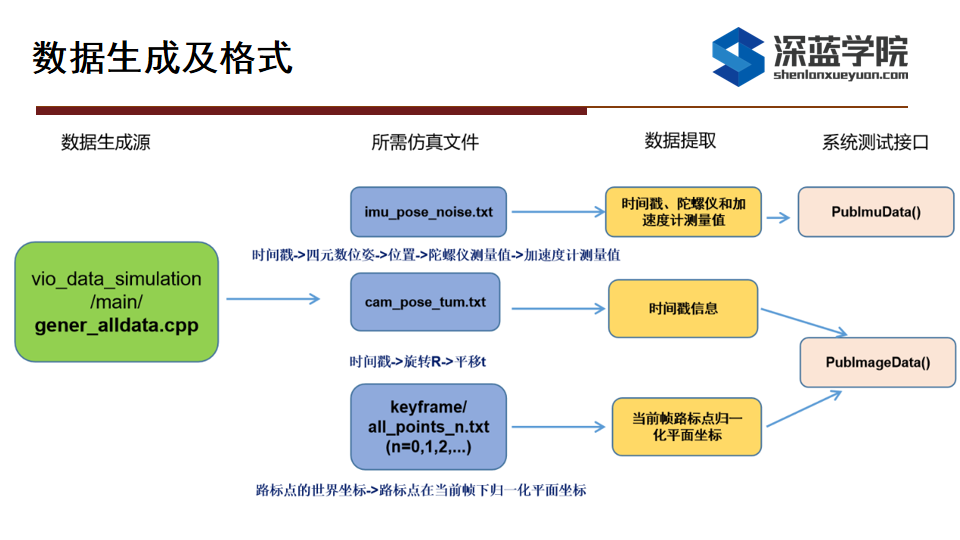 数据生成及格式
深蓝学院
shenlanxueyuan.com
数据生成源
所需仿真文件
数据提取
系统测试接口
imu_pose_noise.txt
时间戳、陀螺仪和加
速度计测量值
PubImuData()
时间戳->四元数位姿->位置->陀螺仪测量值->加速度计测量值
vio_data_simulation
/main/
gener_alldata.cpp
cam_pose_tum.txt
时间戳信息
时间戳->旋转R->平移t
PubImageData()
keyframe/
all_points_n.txt
(n=0,1,2,...)
当前帧路标点归一
化平面坐标
路标点的世界坐标->路标点在当前帧下归一化平面坐标